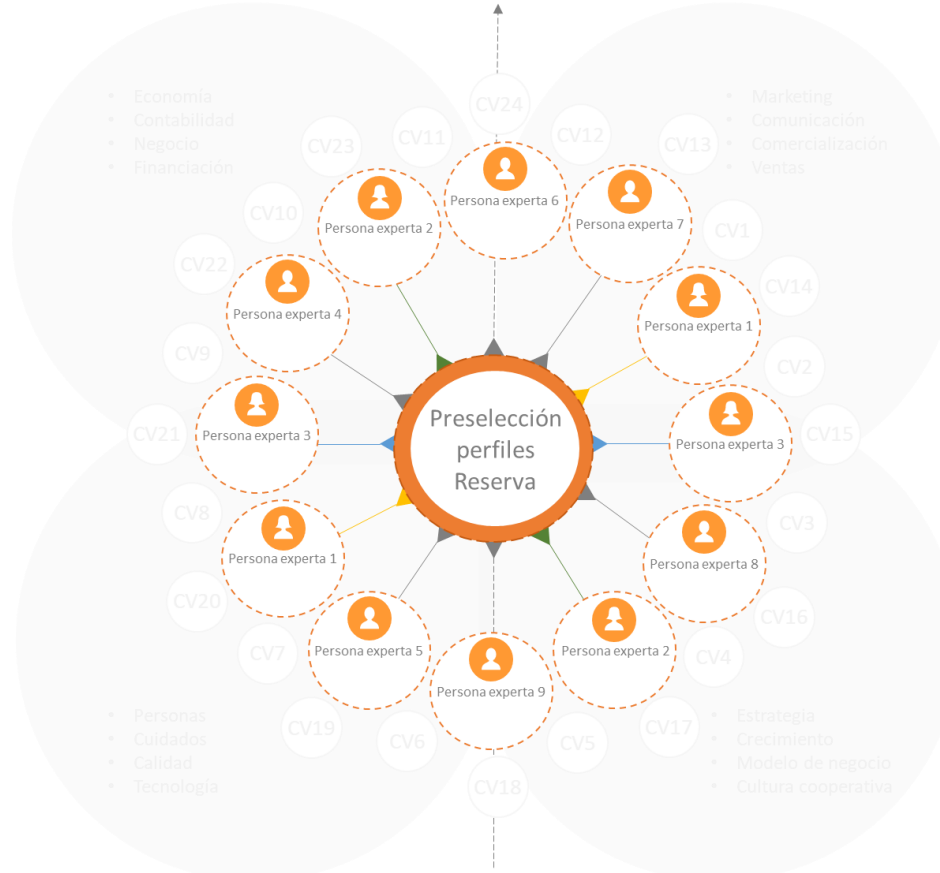 • Economía
• Contabilidad
• Negocio
• Financiación
• Marketing
• Comunicación
• Comercialización
• Ventas
CV24
CV11
CV12
CV23
CV13
CV10
CV1
CV22
CV14
CV9
CV2
CV21
CV15
CV8
CV3
CV20
CV16
CV7
CV4
CV19
CV17
CV6
CV5
CV18
Persona experta 6
Persona experta 2
Persona experta 7
Persona experta 4
Persona experta 1
Persona experta 3
Persona experta 3
Persona experta 1
Persona experta 8
Persona experta 5
Persona experta 2
Persona experta 9
Preselección
perfiles
Reserva
• Personas
• Cuidados
• Calidad
• Tecnología
• Estrategia
• Crecimiento
• Modelo de negocio
• Cultura cooperativa